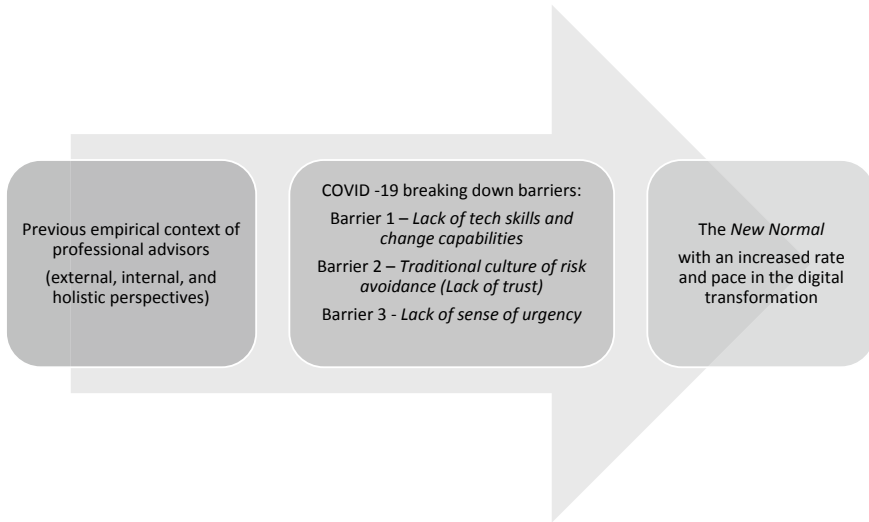 Previous empirical context of
professional advisors
(external, internal, and
holistic perspectives)
COVID -19 breaking down barriers:
Barrier 1 – Lack of tech skills and
change capabilities
Barrier 2 – Traditional culture of risk
avoidance (Lack of trust)
Barrier 3 - Lack of sense of urgency
The New Normal
with an increased rate
and pace in the digital
transformation